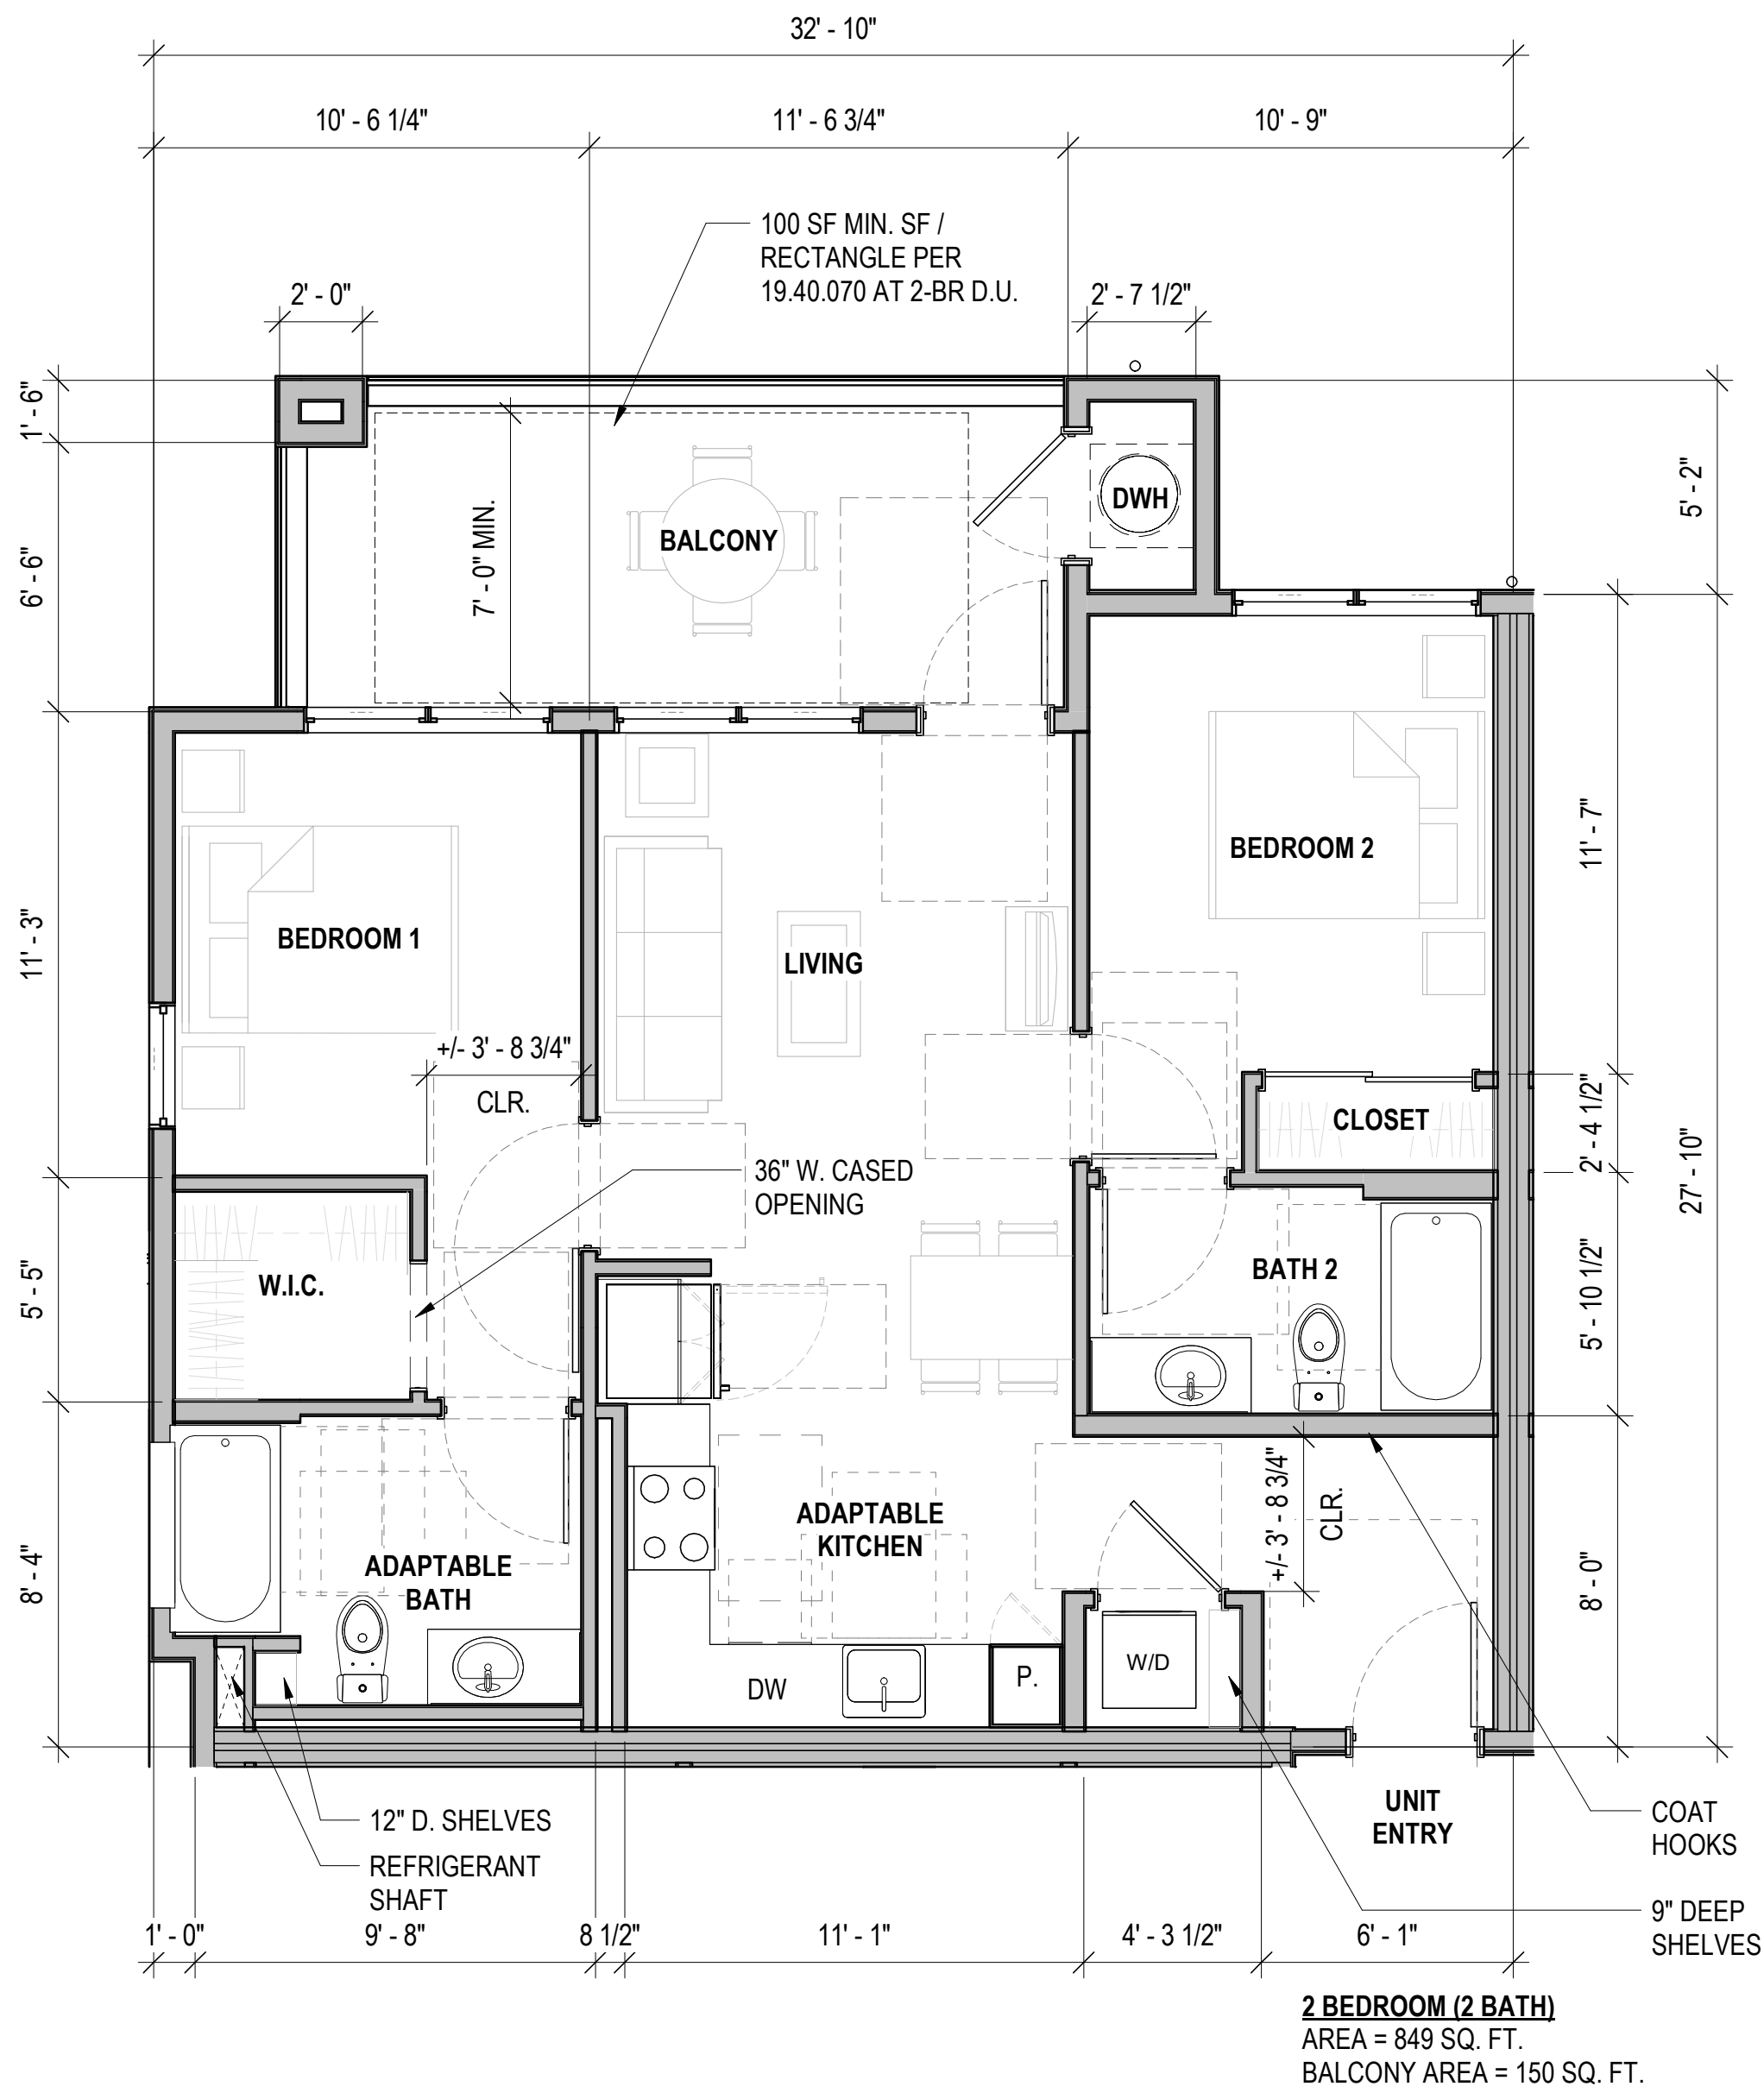 32' - 10"
10' - 6 1/4"
11' - 6 3/4"
10' - 9"
100 SF MIN. SF /
RECTANGLE PER
19.40.070 AT 2-BR D.U.
2' - 0"
2' - 7 1/2"
1' - 6"
6' - 6"
7' - 0" MIN.
BALCONY
DWH
5' - 2"
11' - 3"
BEDROOM 1
LIVING
BEDROOM 2
11' - 7"
+/- 3' - 8 3/4"
CLR.
CLOSET
2' - 4 1/2"
27' - 10"
36" W. CASED
OPENING
5' - 5"
W.I.C.
BATH 2
5' - 10 1/2"
8' - 4"
ADAPTABLE
BATH
ADAPTABLE
KITCHEN
+/- 3' - 8 3/4"
CLR.
8' - 0"
DW
P.
W/D
12" D. SHELVES
REFRIGERANT
SHAFT
UNIT
ENTRY
COAT
HOOKS
9" DEEP
SHELVES
1' - 0"
9' - 8"
8 1/2"
11' - 1"
4' - 3 1/2"
6' - 1"
2 BEDROOM (2 BATH)
AREA = 849 SQ. FT.
BALCONY AREA = 150 SQ. FT.